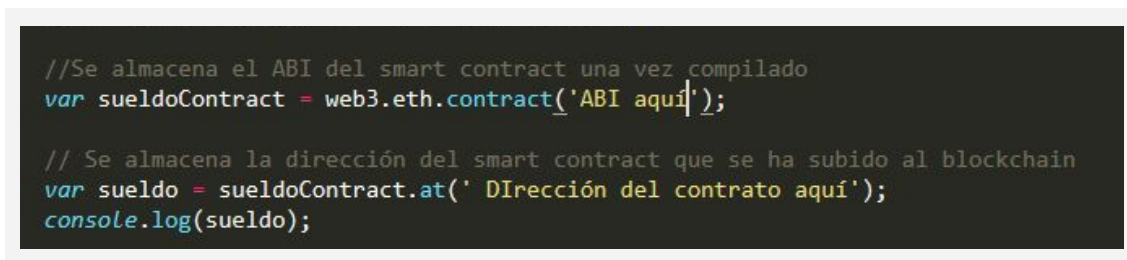 //Se almacena el ABI del smart contract una vez compilado
var sueldoContract = web3.eth.contract('ABI aquí');
// Se almacena la dirección del smart contract que se ha subido al blockchain
var sueldo = sueldoContract.at(' DIrección del contrato aquí');
console.log(sueldo);